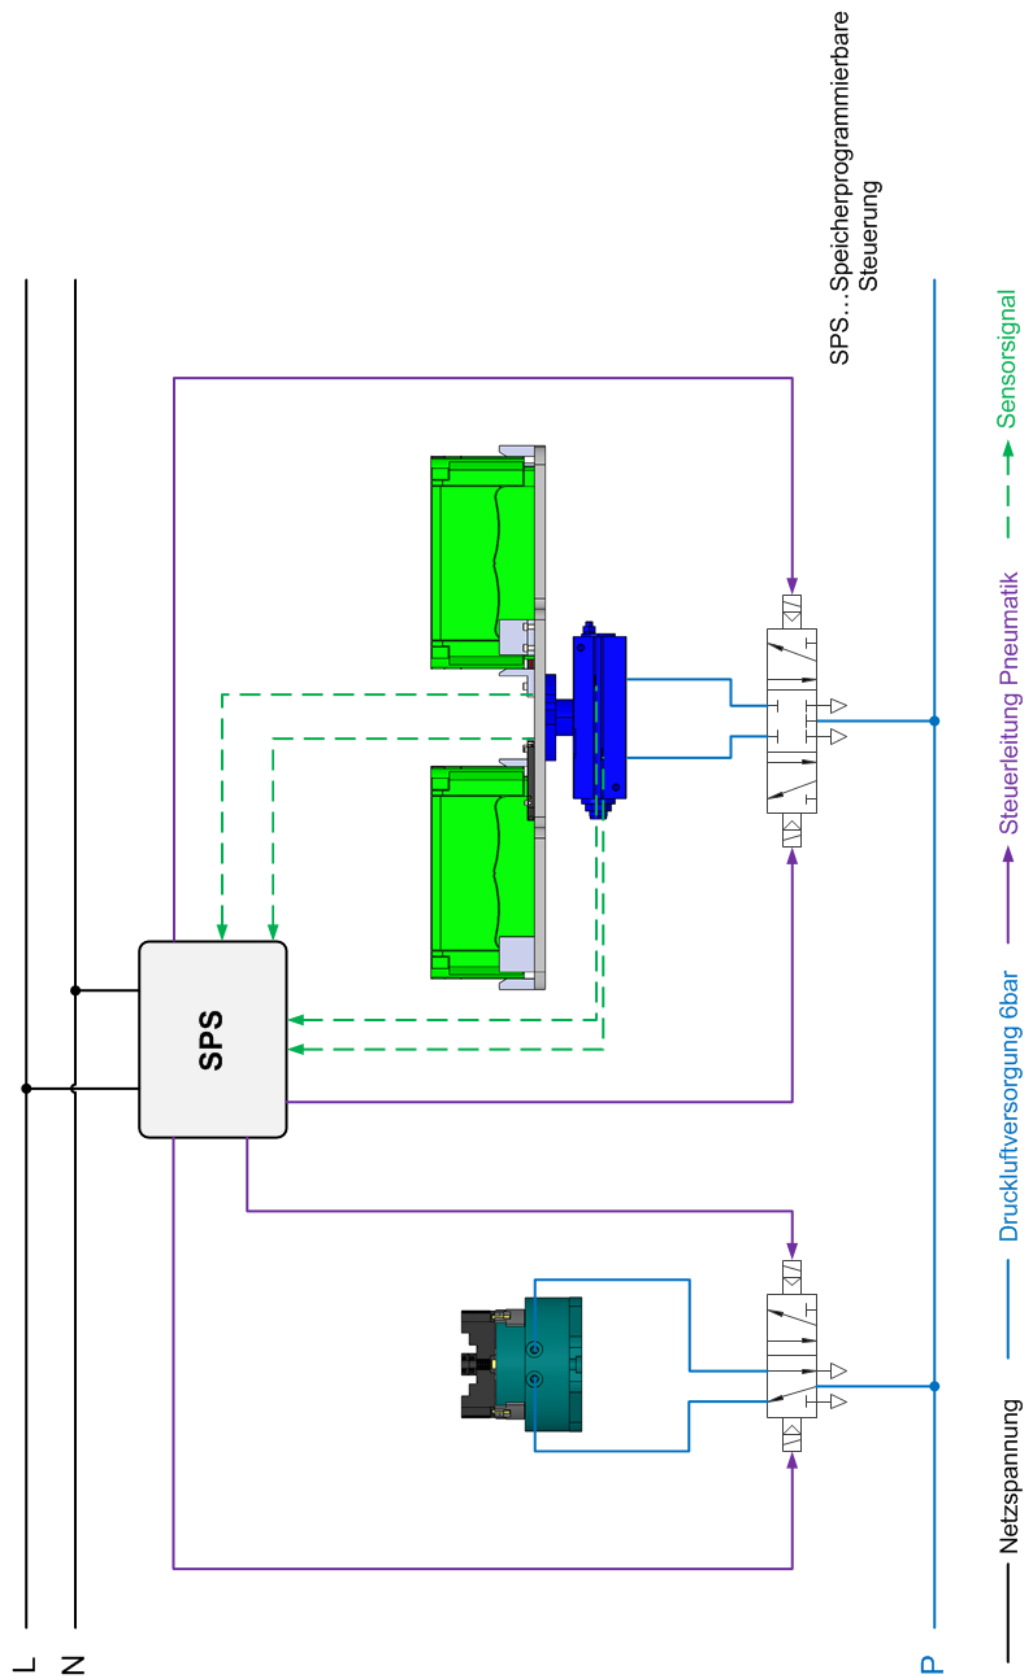 L
N
SPS
SPS...Speicherprogrammierbare
Steuerung
P
Netzspannung
Druckluftversorgung 6bar
Steuerleitung Pneumatik
Sensorsignal